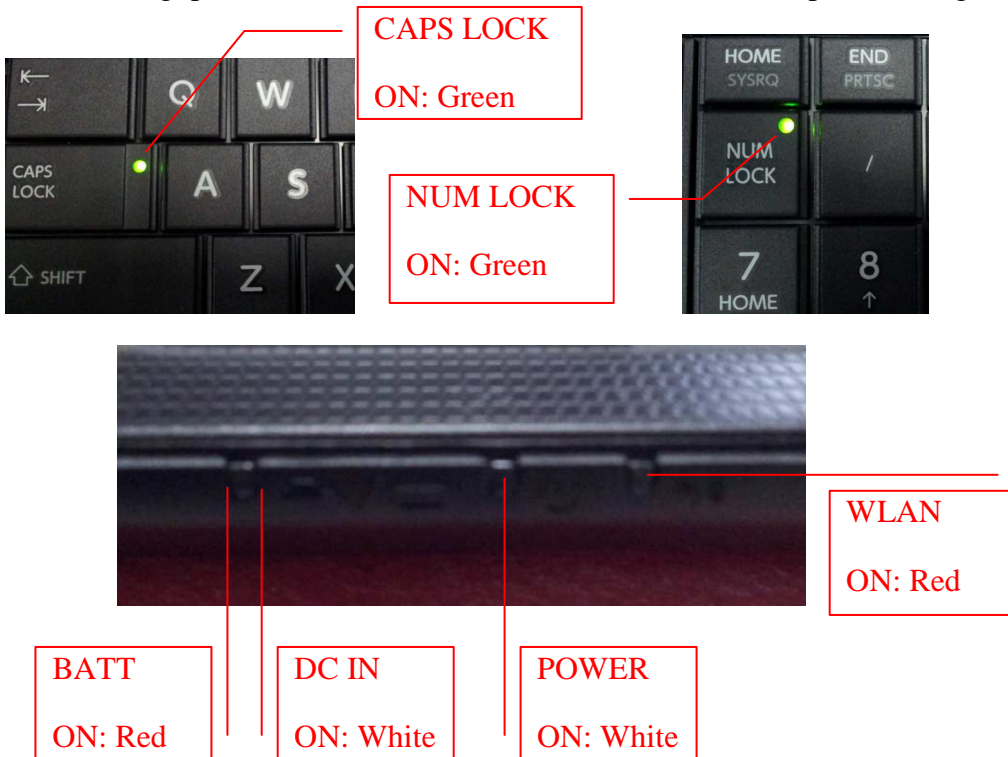 CAPS LOCK
ON: Green
Q W
CAPS
LOCK
A S
SHIFT
Z X
NUM LOCK
ON: Green
HOME
SYSRQ
END
PRTSC
NUM
LOCK
/
7
HOME
8
↑
WLAN
ON: Red
BATT
ON: Red
DC IN
ON: White
POWER
ON: White